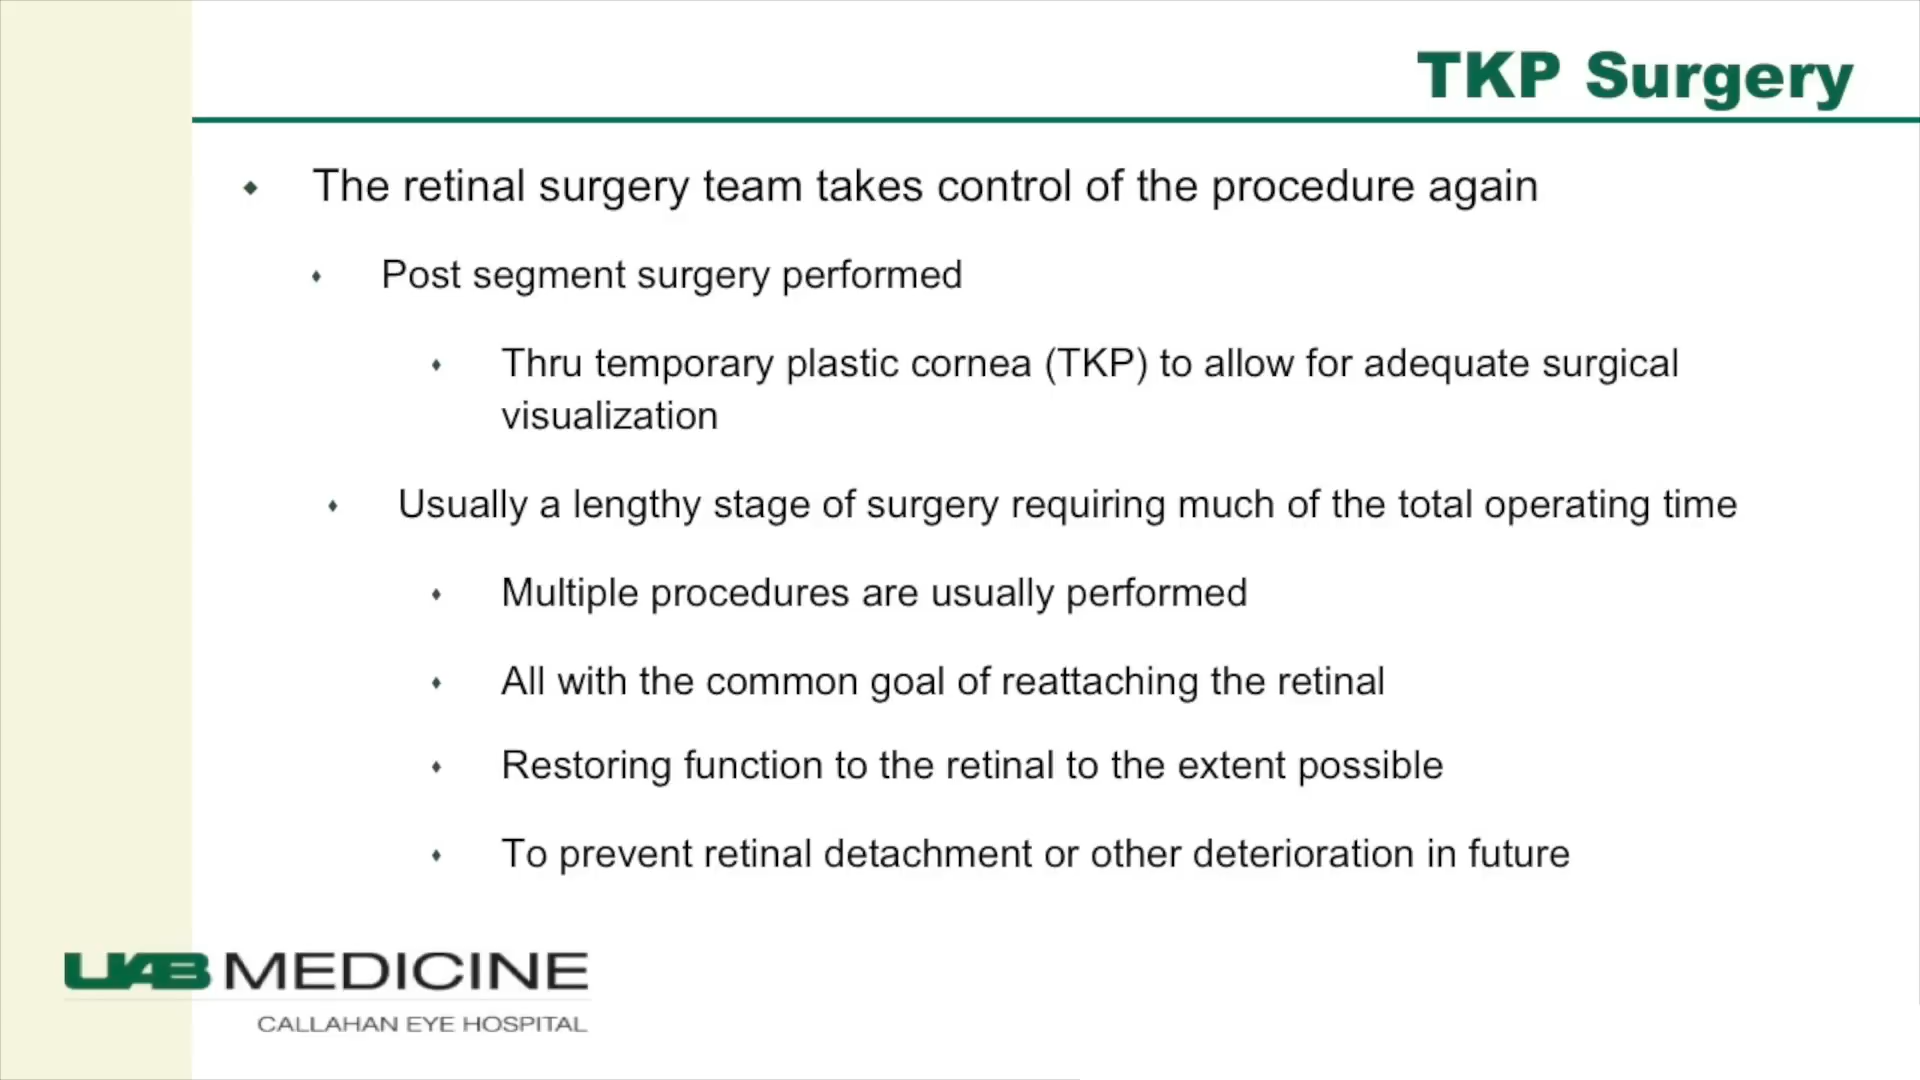 TKP Surgery
The retinal surgery team takes control of the procedure again
Post segment surgery performed
Thru temporary plastic cornea (TKP) to allow for adequate surgical
visualization
Usually a lengthy stage of surgery requiring much of the total operating time
Multiple procedures are usually performed
All with the common goal of reattaching the retinal
Restoring function to the retinal to the extent possible
To prevent retinal detachment or other deterioration in future
UAB MEDICINE
CALLAHAN EYE HOSPITAL